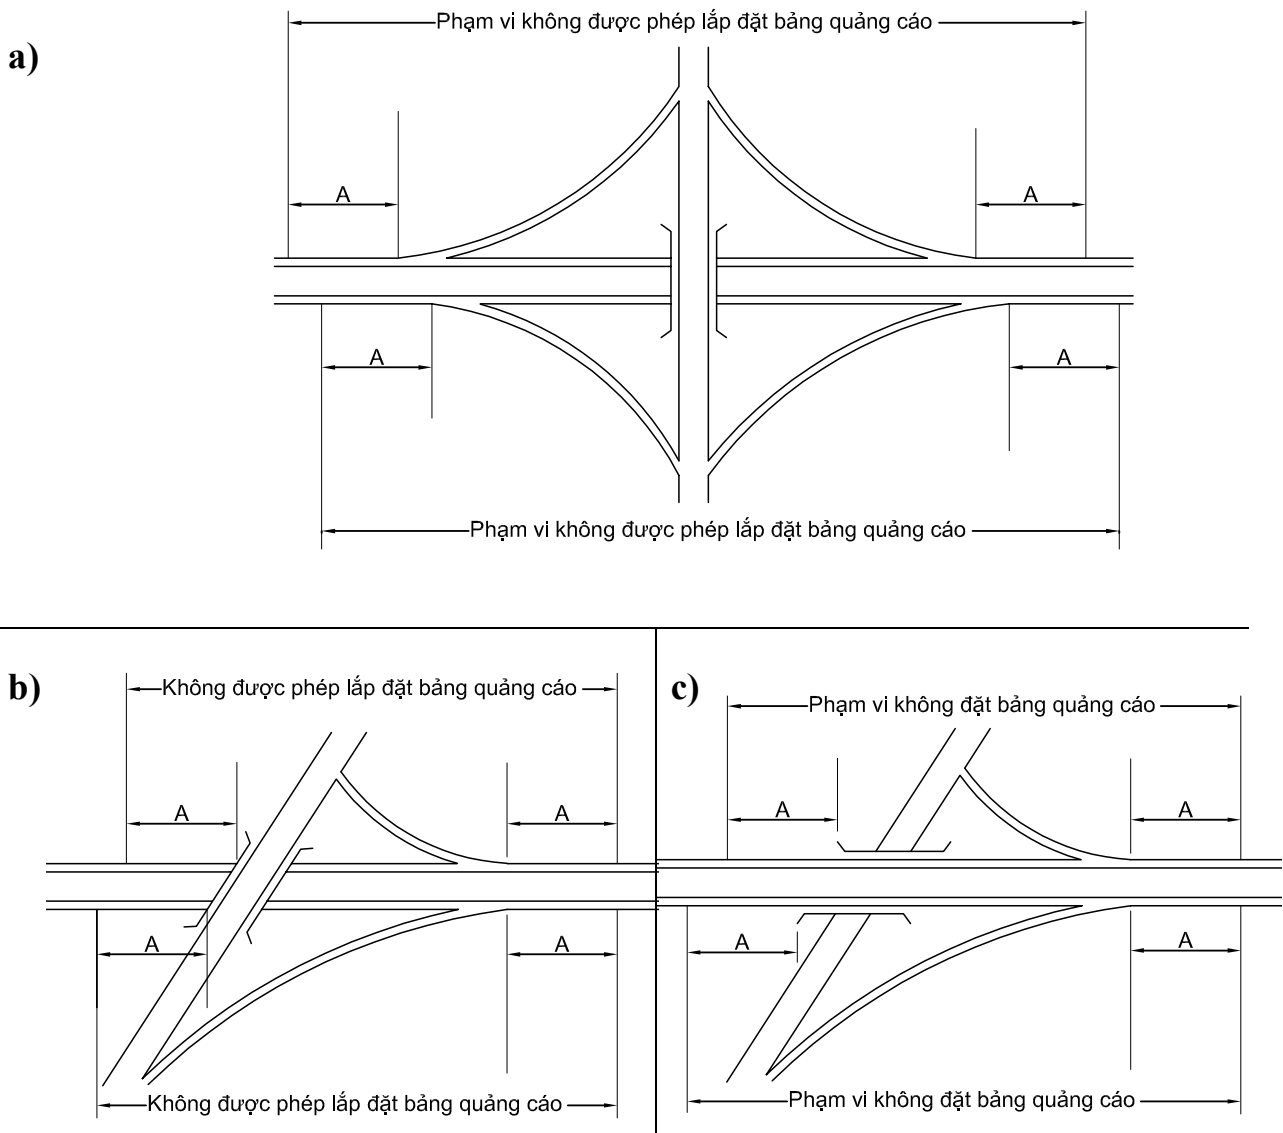 Phạm vi không được phép lắp đặt bảng quảng cáo
a)
A A
A A
Phạm vi không được phép lắp đặt bảng quảng cáo
b)
Không được phép lắp đặt bảng quảng cáo
A A
A A
Không được phép lắp đặt bảng quảng cáo
c)
Phạm vi không đặt bảng quảng cáo
A A
A A
Phạm vi không đặt bảng quảng cáo